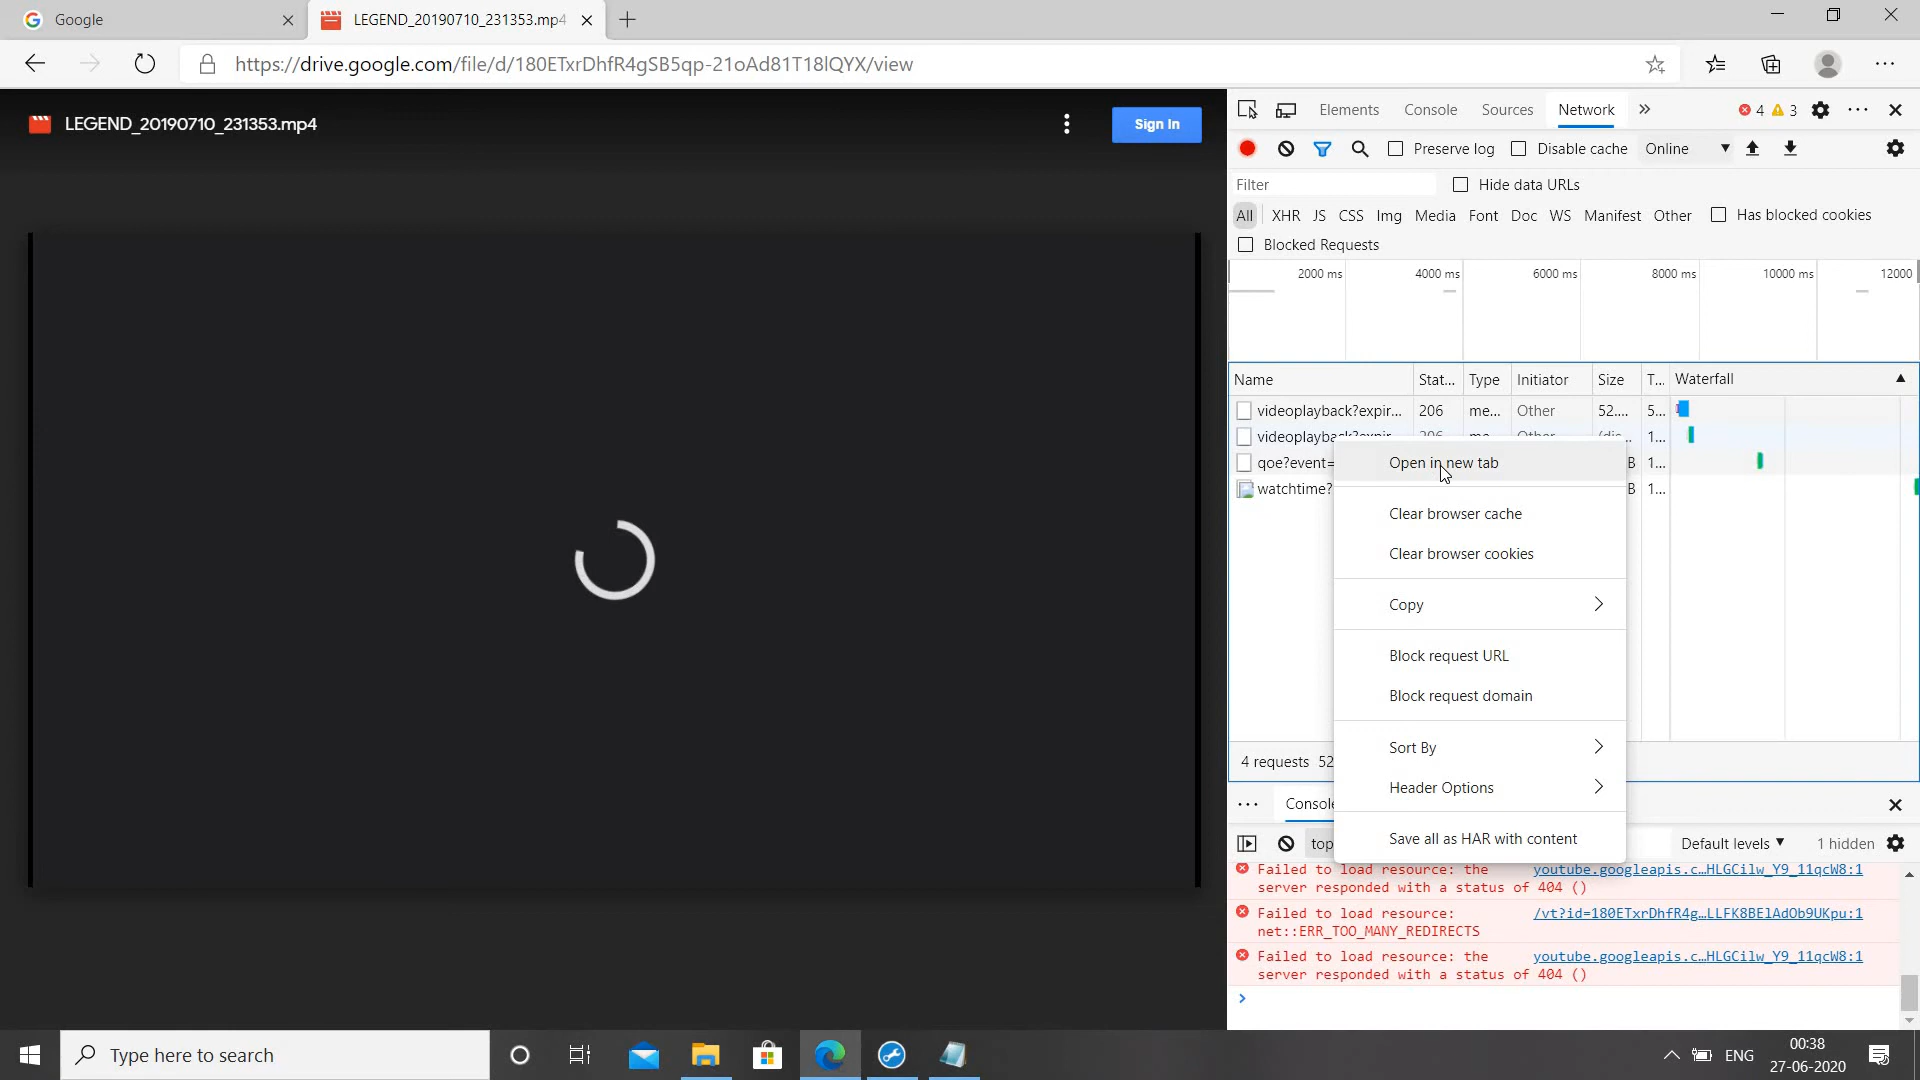 Google
LEGEND_20190710_231353.mp4
https://drive.google.com/file/d/180ETxrDhfR4gSB5qp-21oAd81T18lQYX/view
LEGEND_20190710_231353.mp4
Sign In
Elements Console Sources Network 4 3
Preserve log Disable cache Online
Filter Hide data URLs
All XHR JS CSS Img Media Font Doc WS Manifest Other Has blocked cookies
Blocked Requests
2000 ms 4000 ms 6000 ms 8000 ms 10000 ms 12000
Name Stat... Type Initiator Size T... Waterfall
videoplayback?expir... 206 me... Other 52.... 5...
videoplayback?expir... 206 me... Other (dis... 1...
qoe?event= B 1...
watchtime? B 1...
Open in new tab
Clear browser cache
Clear browser cookies
Copy
Block request URL
Block request domain
Sort By
Header Options
Save all as HAR with content
4 requests 52
Console
top Default levels 1 hidden
Failed to load resource: the youtube.googleapis.c…HLGCilw_Y9_11qcW8:1
server responded with a status of 404 ()
Failed to load resource: /vt?id=180ETxrDhfR4g…LLFK8BElAdOb9UKpu:1
net::ERR_TOO_MANY_REDIRECTS
Failed to load resource: the youtube.googleapis.c…HLGCilw_Y9_11qcW8:1
server responded with a status of 404 ()
Type here to search
ENG
00:38
27-06-2020